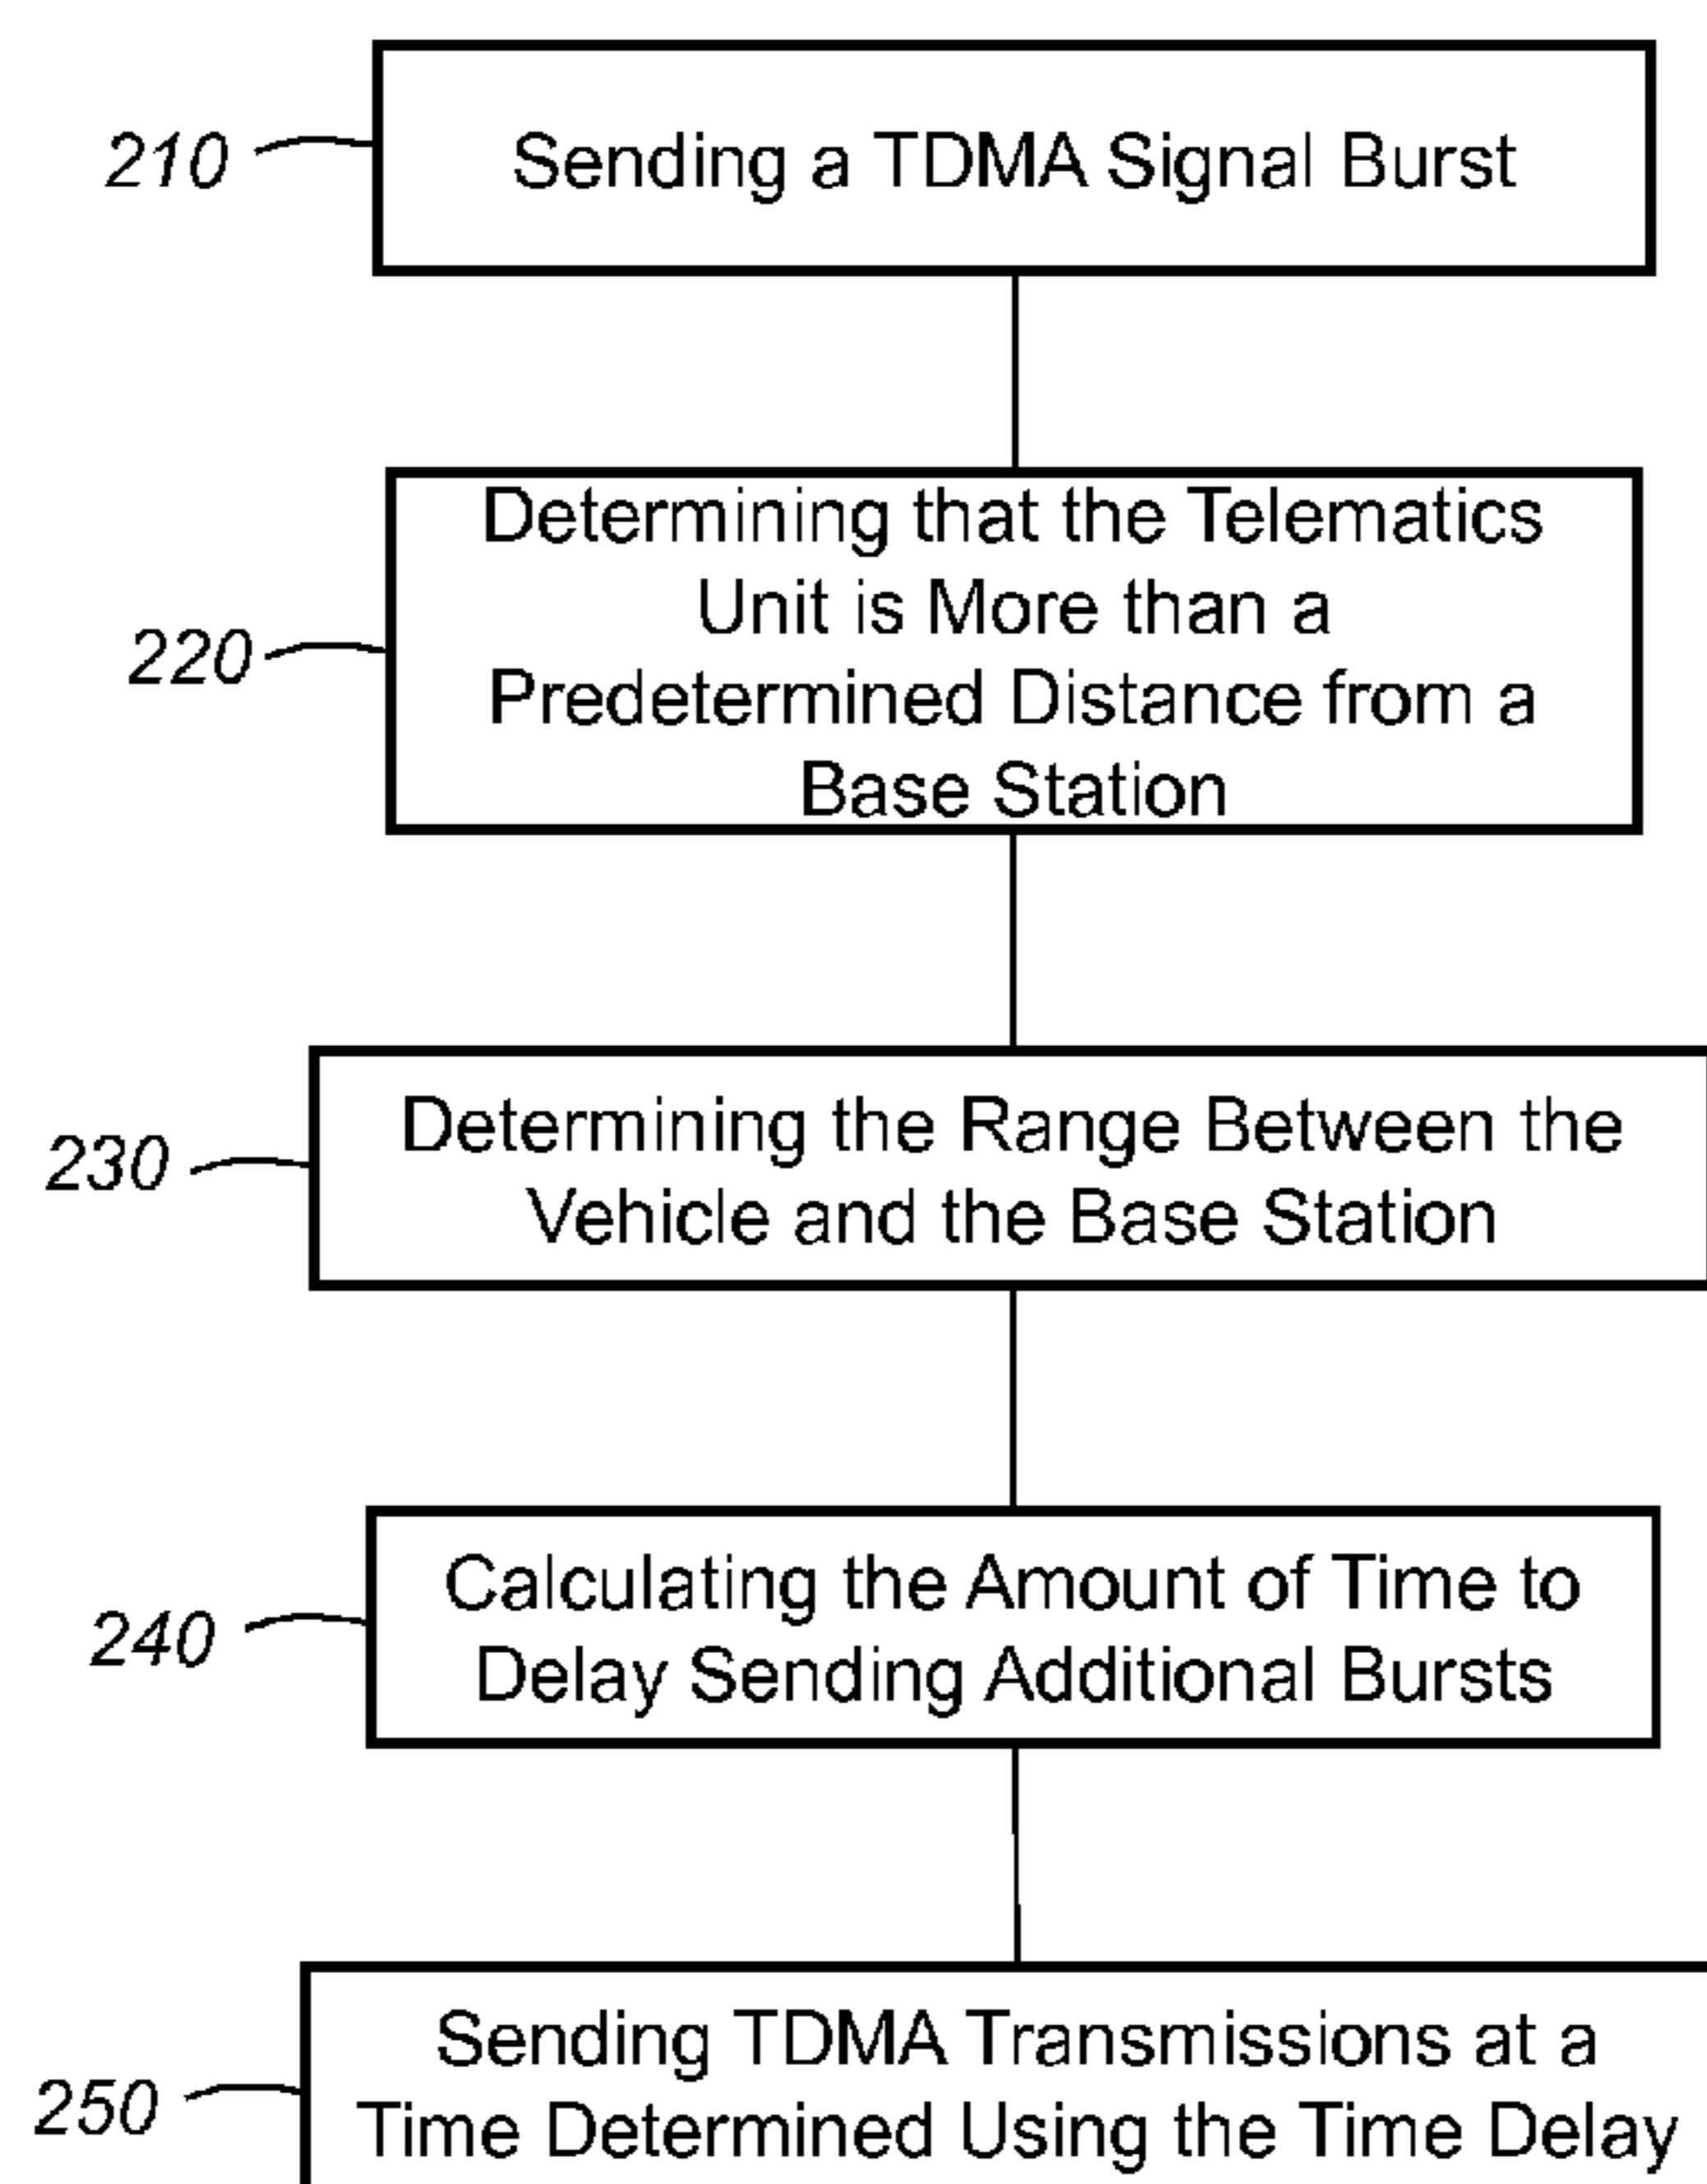 210
Sending a TDMA Signal Burst
220
Determining that the Telematics
Unit is More than a
Predetermined Distance from a
Base Station
230
Determining the Range Between the
Vehicle and the Base Station
240
Calculating the Amount of Time to
Delay Sending Additional Bursts
250
Sending TDMA Transmissions at a
Time Determined Using the Time Delay